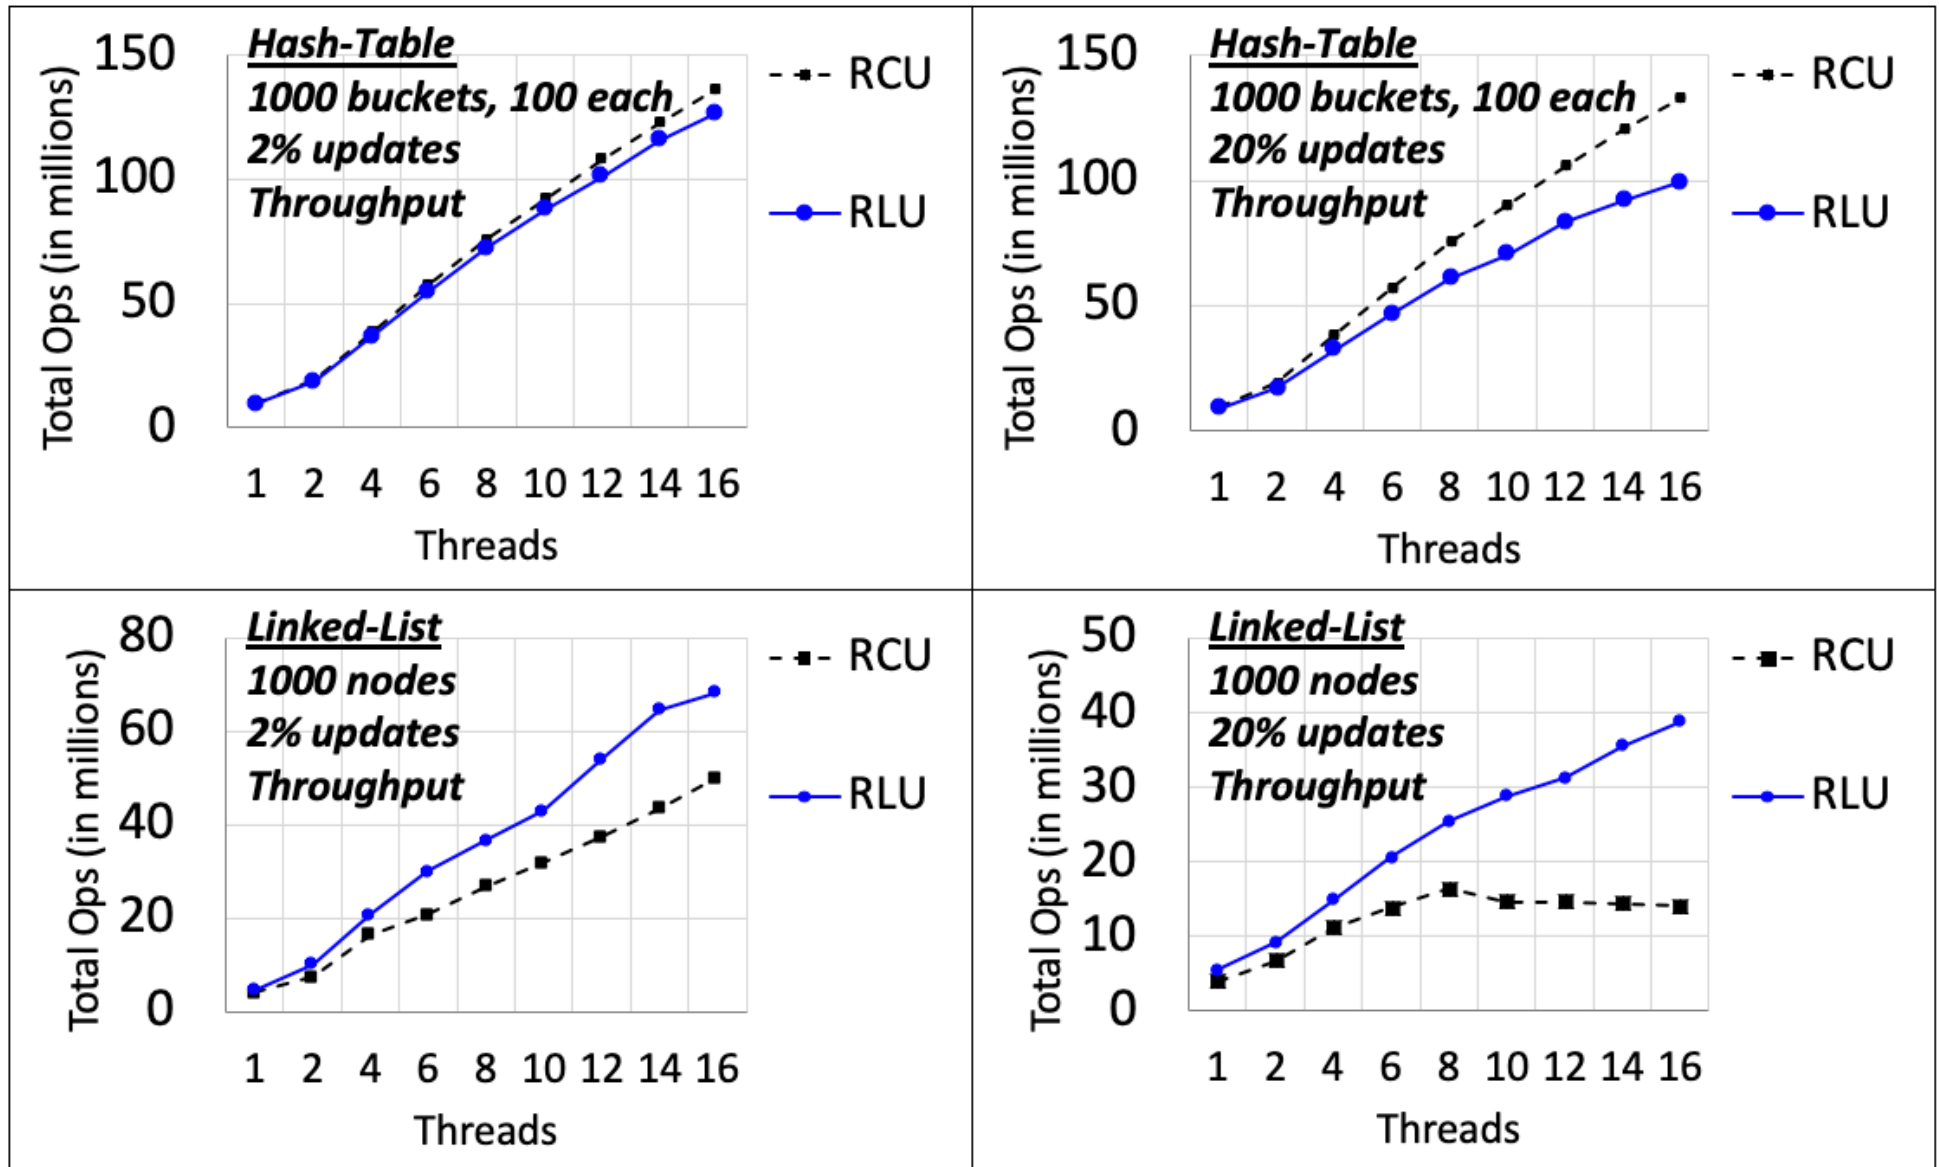 Hash-Table
1000 buckets, 100 each
2% updates
Throughput
Total Ops (in millions)
150
100
50
0
1 2 4 6 8 10 12 14 16
Threads
RCU
RLU
Hash-Table
1000 buckets, 100 each
20% updates
Throughput
Total Ops (in millions)
150
100
50
0
1 2 4 6 8 10 12 14 16
Threads
RCU
RLU
Linked-List
1000 nodes
2% updates
Throughput
Total Ops (in millions)
80
60
40
20
0
1 2 4 6 8 10 12 14 16
Threads
RCU
RLU
Linked-List
1000 nodes
20% updates
Throughput
Total Ops (in millions)
50
40
30
20
10
0
1 2 4 6 8 10 12 14 16
Threads
RCU
RLU